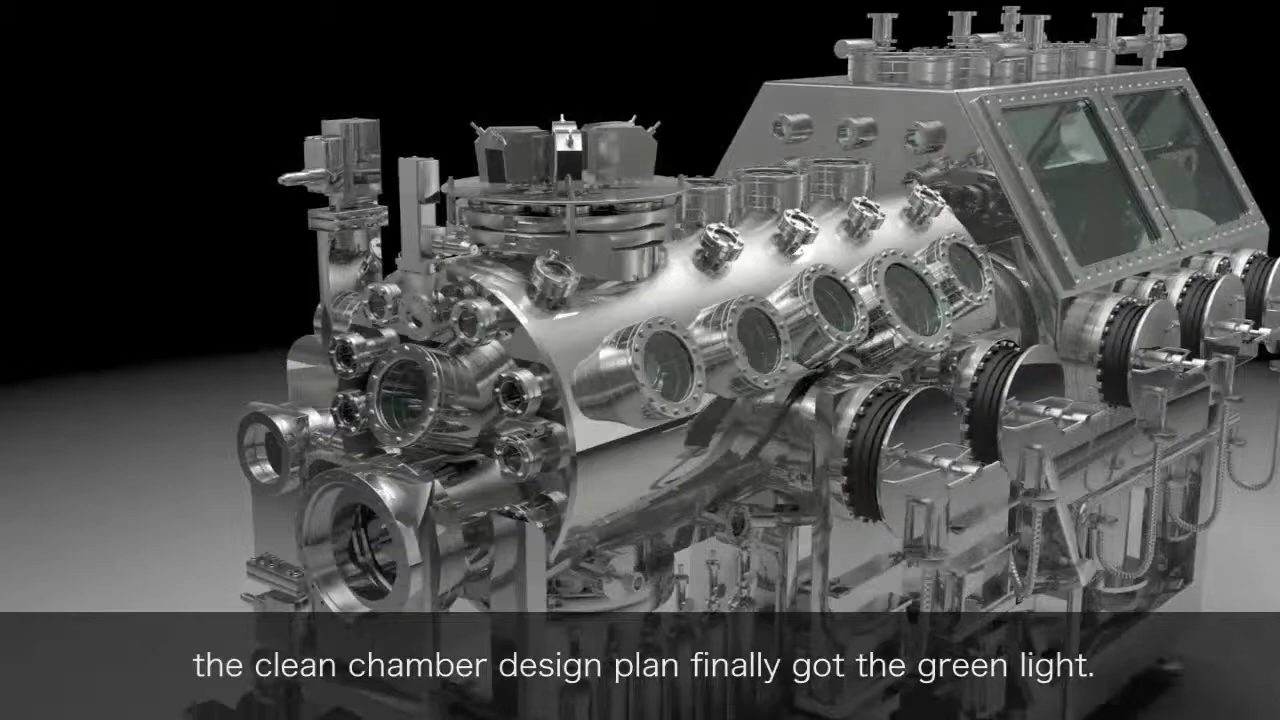 the clean chamber design plan finally got the green light.